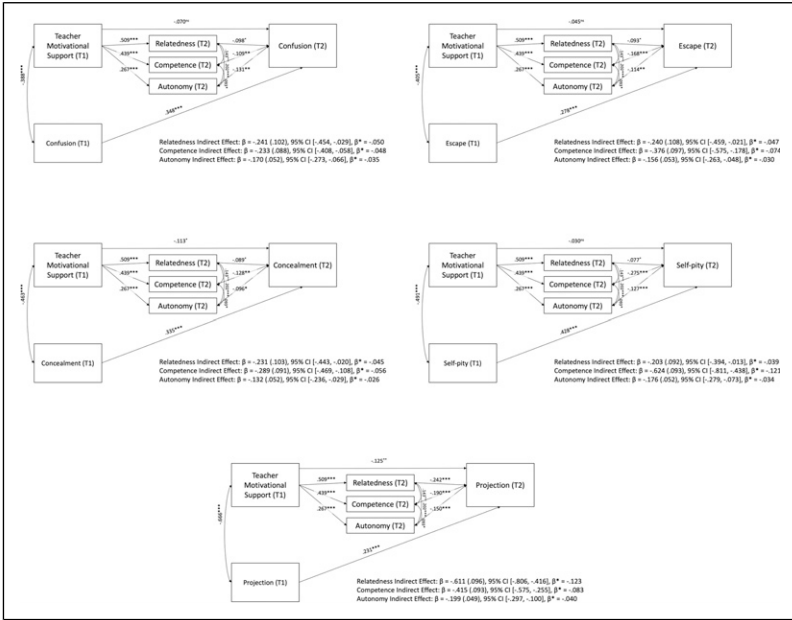 -.070ⁿˢ
Teacher
Motivational
Support (T1)
.509***
.439***
.267***
Relatedness (T2)
Competence (T2)
Autonomy (T2)
-.098*
-.109**
-.131**
Confusion
(T2)
-.388***
.348***
Confusion (T1)
Relatedness Indirect Effect: β = -.241 (.102), 95% CI [-.454, -.029], β* = -.050
Competence Indirect Effect: β = -.233 (.088), 95% CI [-.408, -.058], β* = -.048
Autonomy Indirect Effect: β = -.170 (.052), 95% CI [-.273, -.066], β* = -.035
-.045ⁿˢ
Teacher
Motivational
Support (T1)
.509***
.439***
.267***
Relatedness (T2)
Competence (T2)
Autonomy (T2)
-.093*
-.168***
-.114**
Escape
(T2)
.278***
Escape (T1)
Relatedness Indirect Effect: β = -.240 (.108), 95% CI [-.459, -.021], β* = -.047
Competence Indirect Effect: β = -.376 (.097), 95% CI [-.575, -.178], β* = -.074
Autonomy Indirect Effect: β = -.156 (.053), 95% CI [-.263, -.048], β* = -.030
-.113*
Teacher
Motivational
Support (T1)
.509***
.439***
.267***
Relatedness (T2)
Competence (T2)
Autonomy (T2)
-.089*
-.128**
-.096*
Concealment (T2)
-.463***
.335***
Concealment (T1)
Relatedness Indirect Effect: β = -.231 (.103), 95% CI [-.443, -.020], β* = -.045
Competence Indirect Effect: β = -.289 (.091), 95% CI [-.469, -.108], β* = -.056
Autonomy Indirect Effect: β = -.132 (.052), 95% CI [-.236, -.029], β* = -.026
-.030ⁿˢ
Teacher
Motivational
Support (T1)
.509***
.439***
.267***
Relatedness (T2)
Competence (T2)
Autonomy (T2)
-.077*
-.275***
-.127***
Self-pity
(T2)
-.491***
.428***
Self-pity (T1)
Relatedness Indirect Effect: β = -.203 (.092), 95% CI [-.394, -.013], β* = -.039
Competence Indirect Effect: β = -.624 (.093), 95% CI [-.811, -.438], β* = -.121
Autonomy Indirect Effect: β = -.176 (.052), 95% CI [-.279, -.073], β* = -.034
-.125**
Teacher
Motivational
Support (T1)
.509***
.439***
.267***
Relatedness (T2)
Competence (T2)
Autonomy (T2)
-.242***
-.190***
-.150***
Projection
(T2)
-.666***
.231***
Projection (T1)
Relatedness Indirect Effect: β = -.611 (.096), 95% CI [-.806, -.416], β* = -.123
Competence Indirect Effect: β = -.415 (.093), 95% CI [-.575, -.255], β* = -.083
Autonomy Indirect Effect: β = -.199 (.049), 95% CI [-.297, -.100], β* = -.040